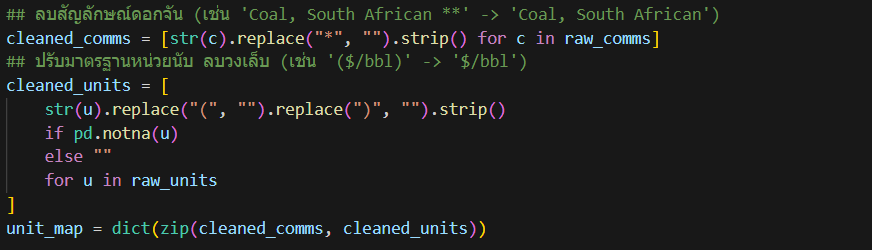 ## ลบสัญลักษณ์ดอกจัน (เช่น 'Coal, South African **' -> 'Coal, South African')
cleaned_comms = [str(c).replace("*", "").strip() for c in raw_comms]
## ปรับมาตรฐานหน่วยนับ ลบวงเล็บ (เช่น '($/bbl)' -> '$/bbl')
cleaned_units = [
    str(u).replace("(", "").replace(")", "").strip()
    if pd.notna(u)
    else ""
    for u in raw_units
]
unit_map = dict(zip(cleaned_comms, cleaned_units))